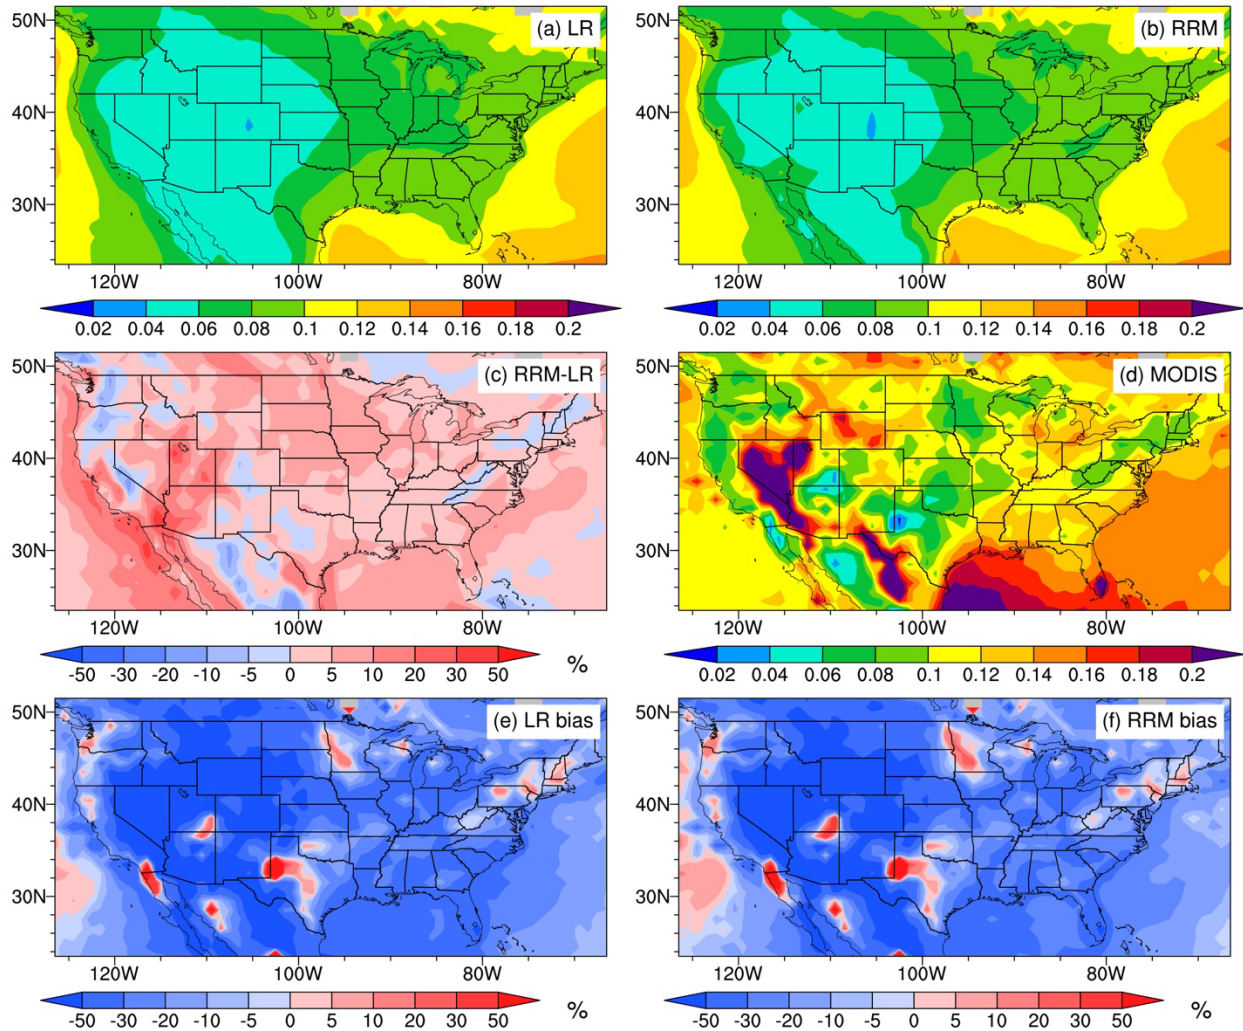 (a) LR
(b) RRM
50N
40N
30N
50N
40N
30N
120W 100W 80W
120W 100W 80W
0.02 0.04 0.06 0.08 0.1 0.12 0.14 0.16 0.18 0.2
0.02 0.04 0.06 0.08 0.1 0.12 0.14 0.16 0.18 0.2
(c) RRM-LR
(d) MODIS
50N
40N
30N
50N
40N
30N
120W 100W 80W
120W 100W 80W
-50 -30 -20 -10 -5 0 5 10 20 30 50 %
0.02 0.04 0.06 0.08 0.1 0.12 0.14 0.16 0.18 0.2
(e) LR bias
(f) RRM bias
50N
40N
30N
50N
40N
30N
120W 100W 80W
120W 100W 80W
-50 -30 -20 -10 -5 0 5 10 20 30 50 %
-50 -30 -20 -10 -5 0 5 10 20 30 50 %